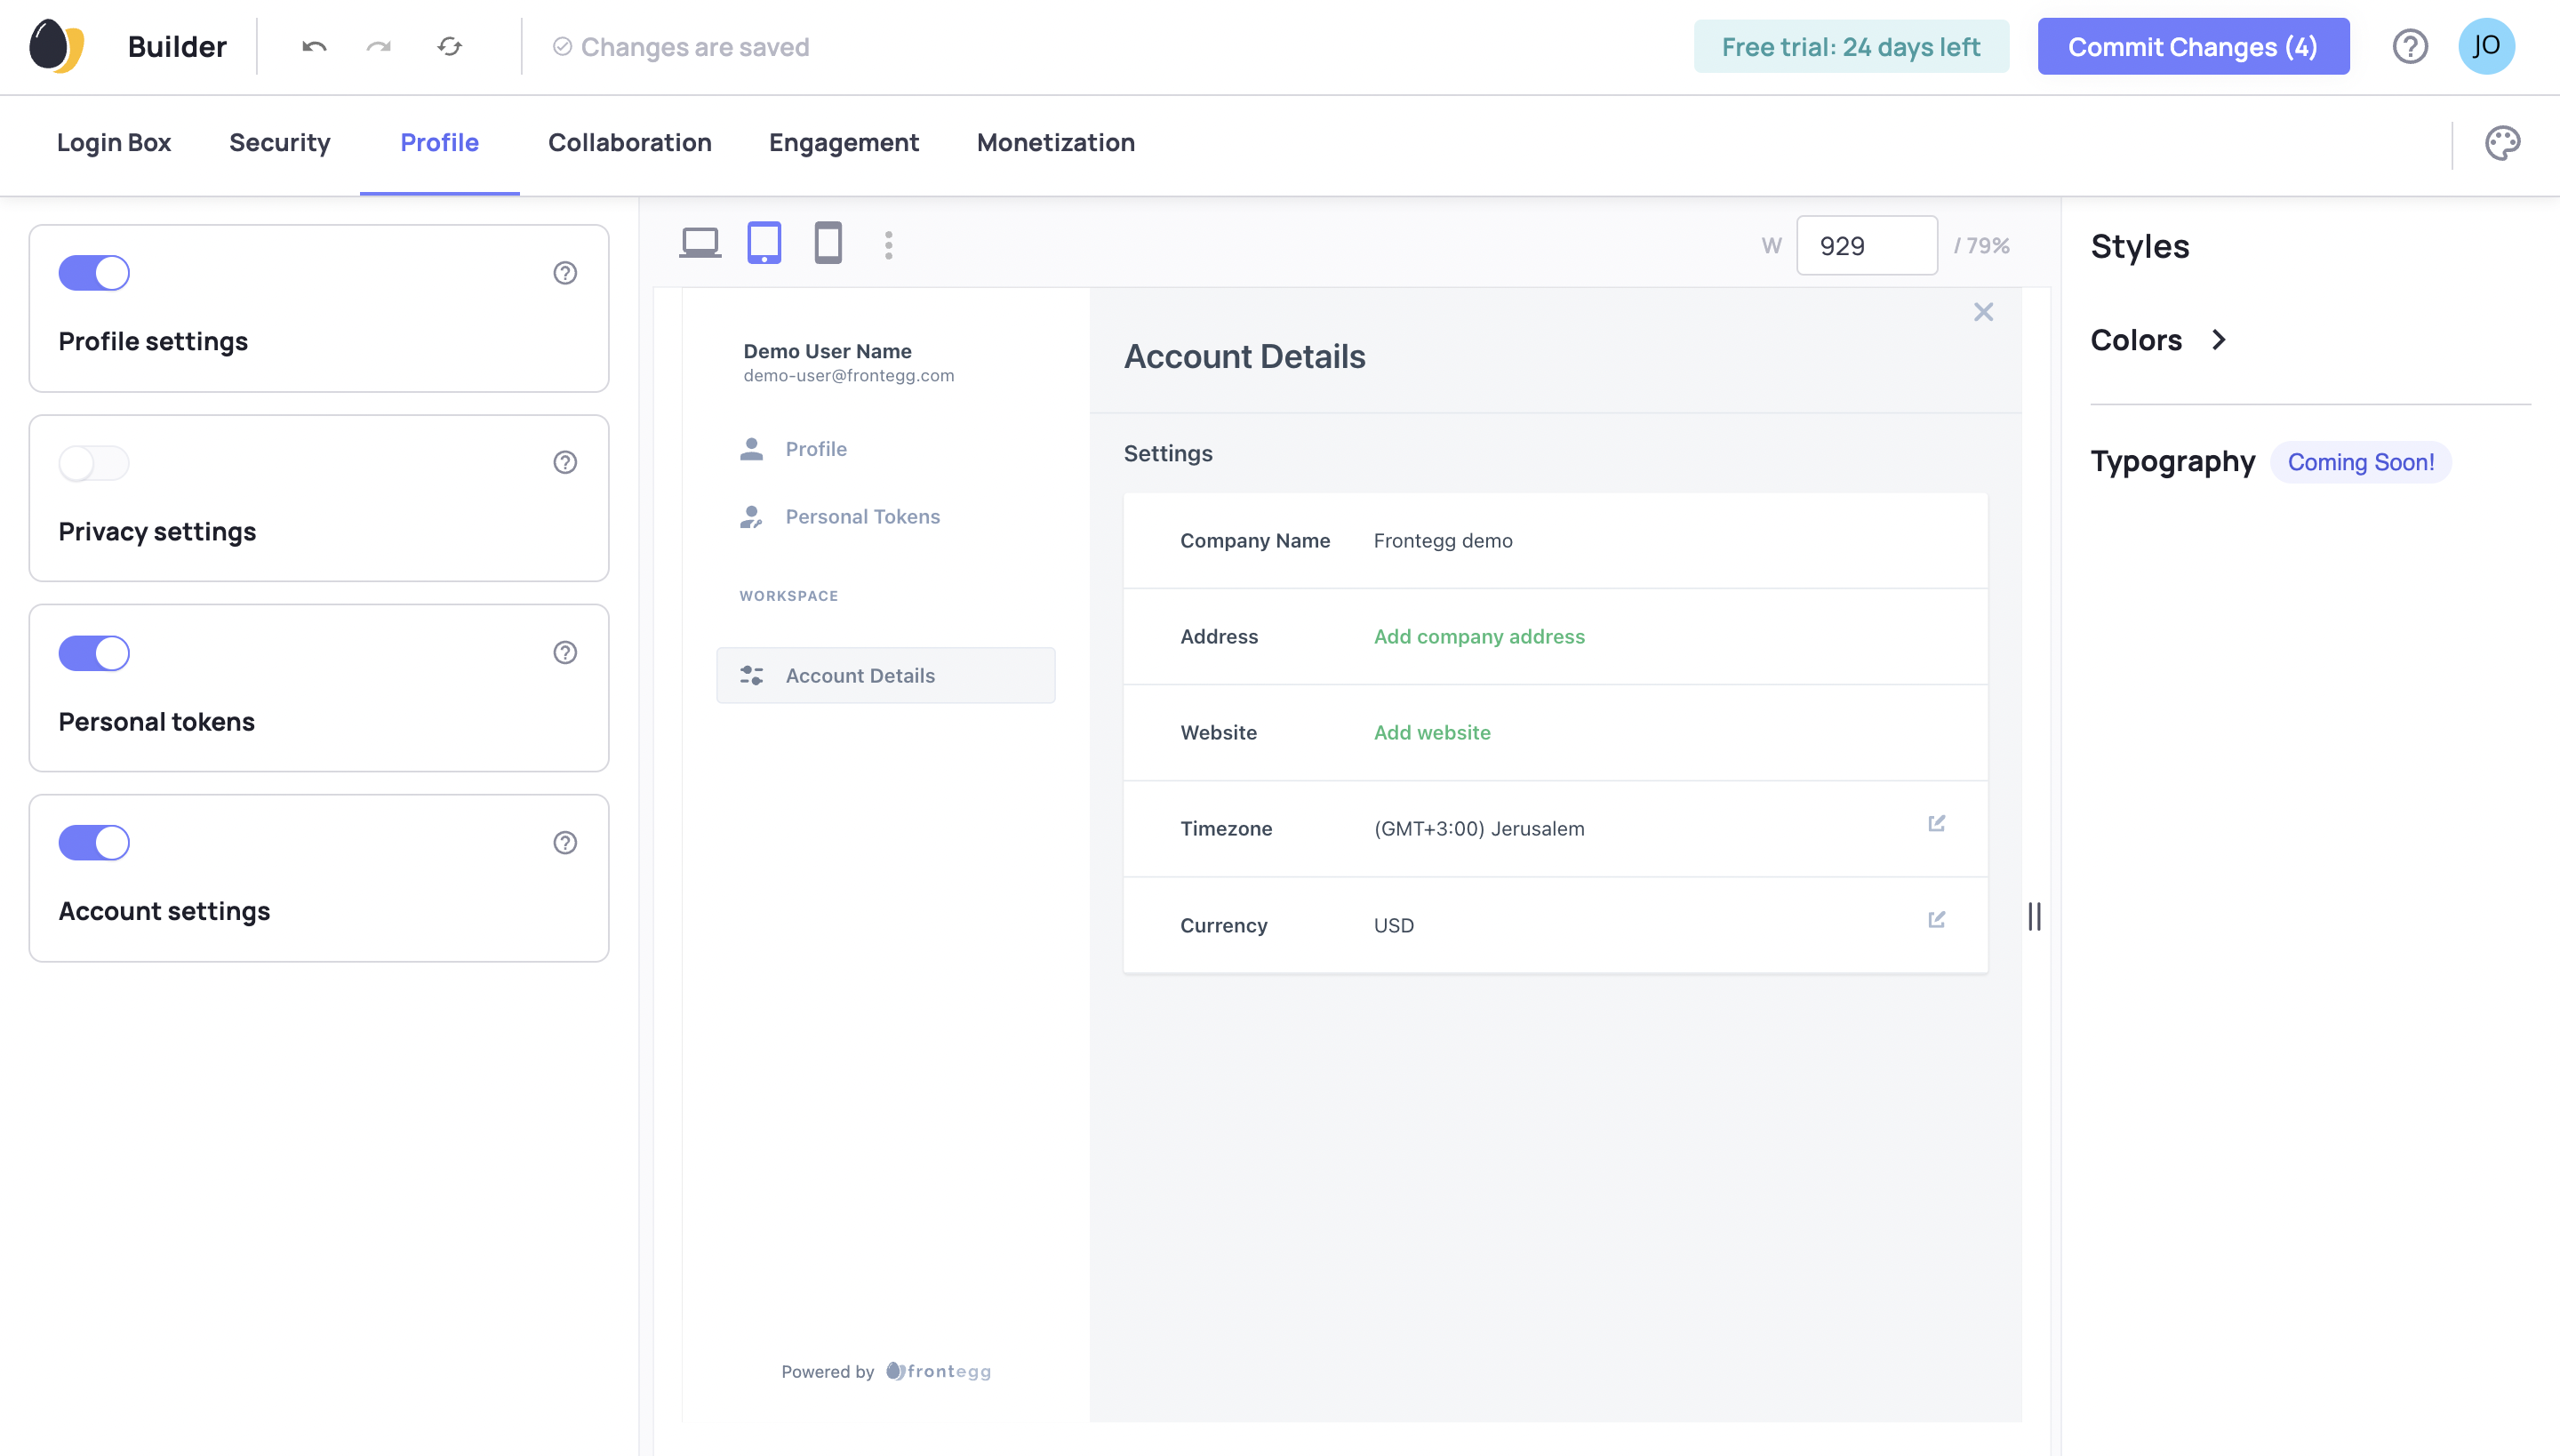 Builder
Changes are saved
Free trial: 24 days left
Commit Changes (4)
JO
Login Box
Security
Profile
Collaboration
Engagement
Monetization
Profile settings
Privacy settings
Personal tokens
Account settings
W
929
/ 79%
Demo User Name
demo-user@frontegg.com
Profile
Personal Tokens
WORKSPACE
Account Details
Powered by frontegg
Account Details
Settings
Company Name Frontegg demo
Address Add company address
Website Add website
Timezone (GMT+3:00) Jerusalem
Currency USD
Styles
Colors
Typography Coming Soon!